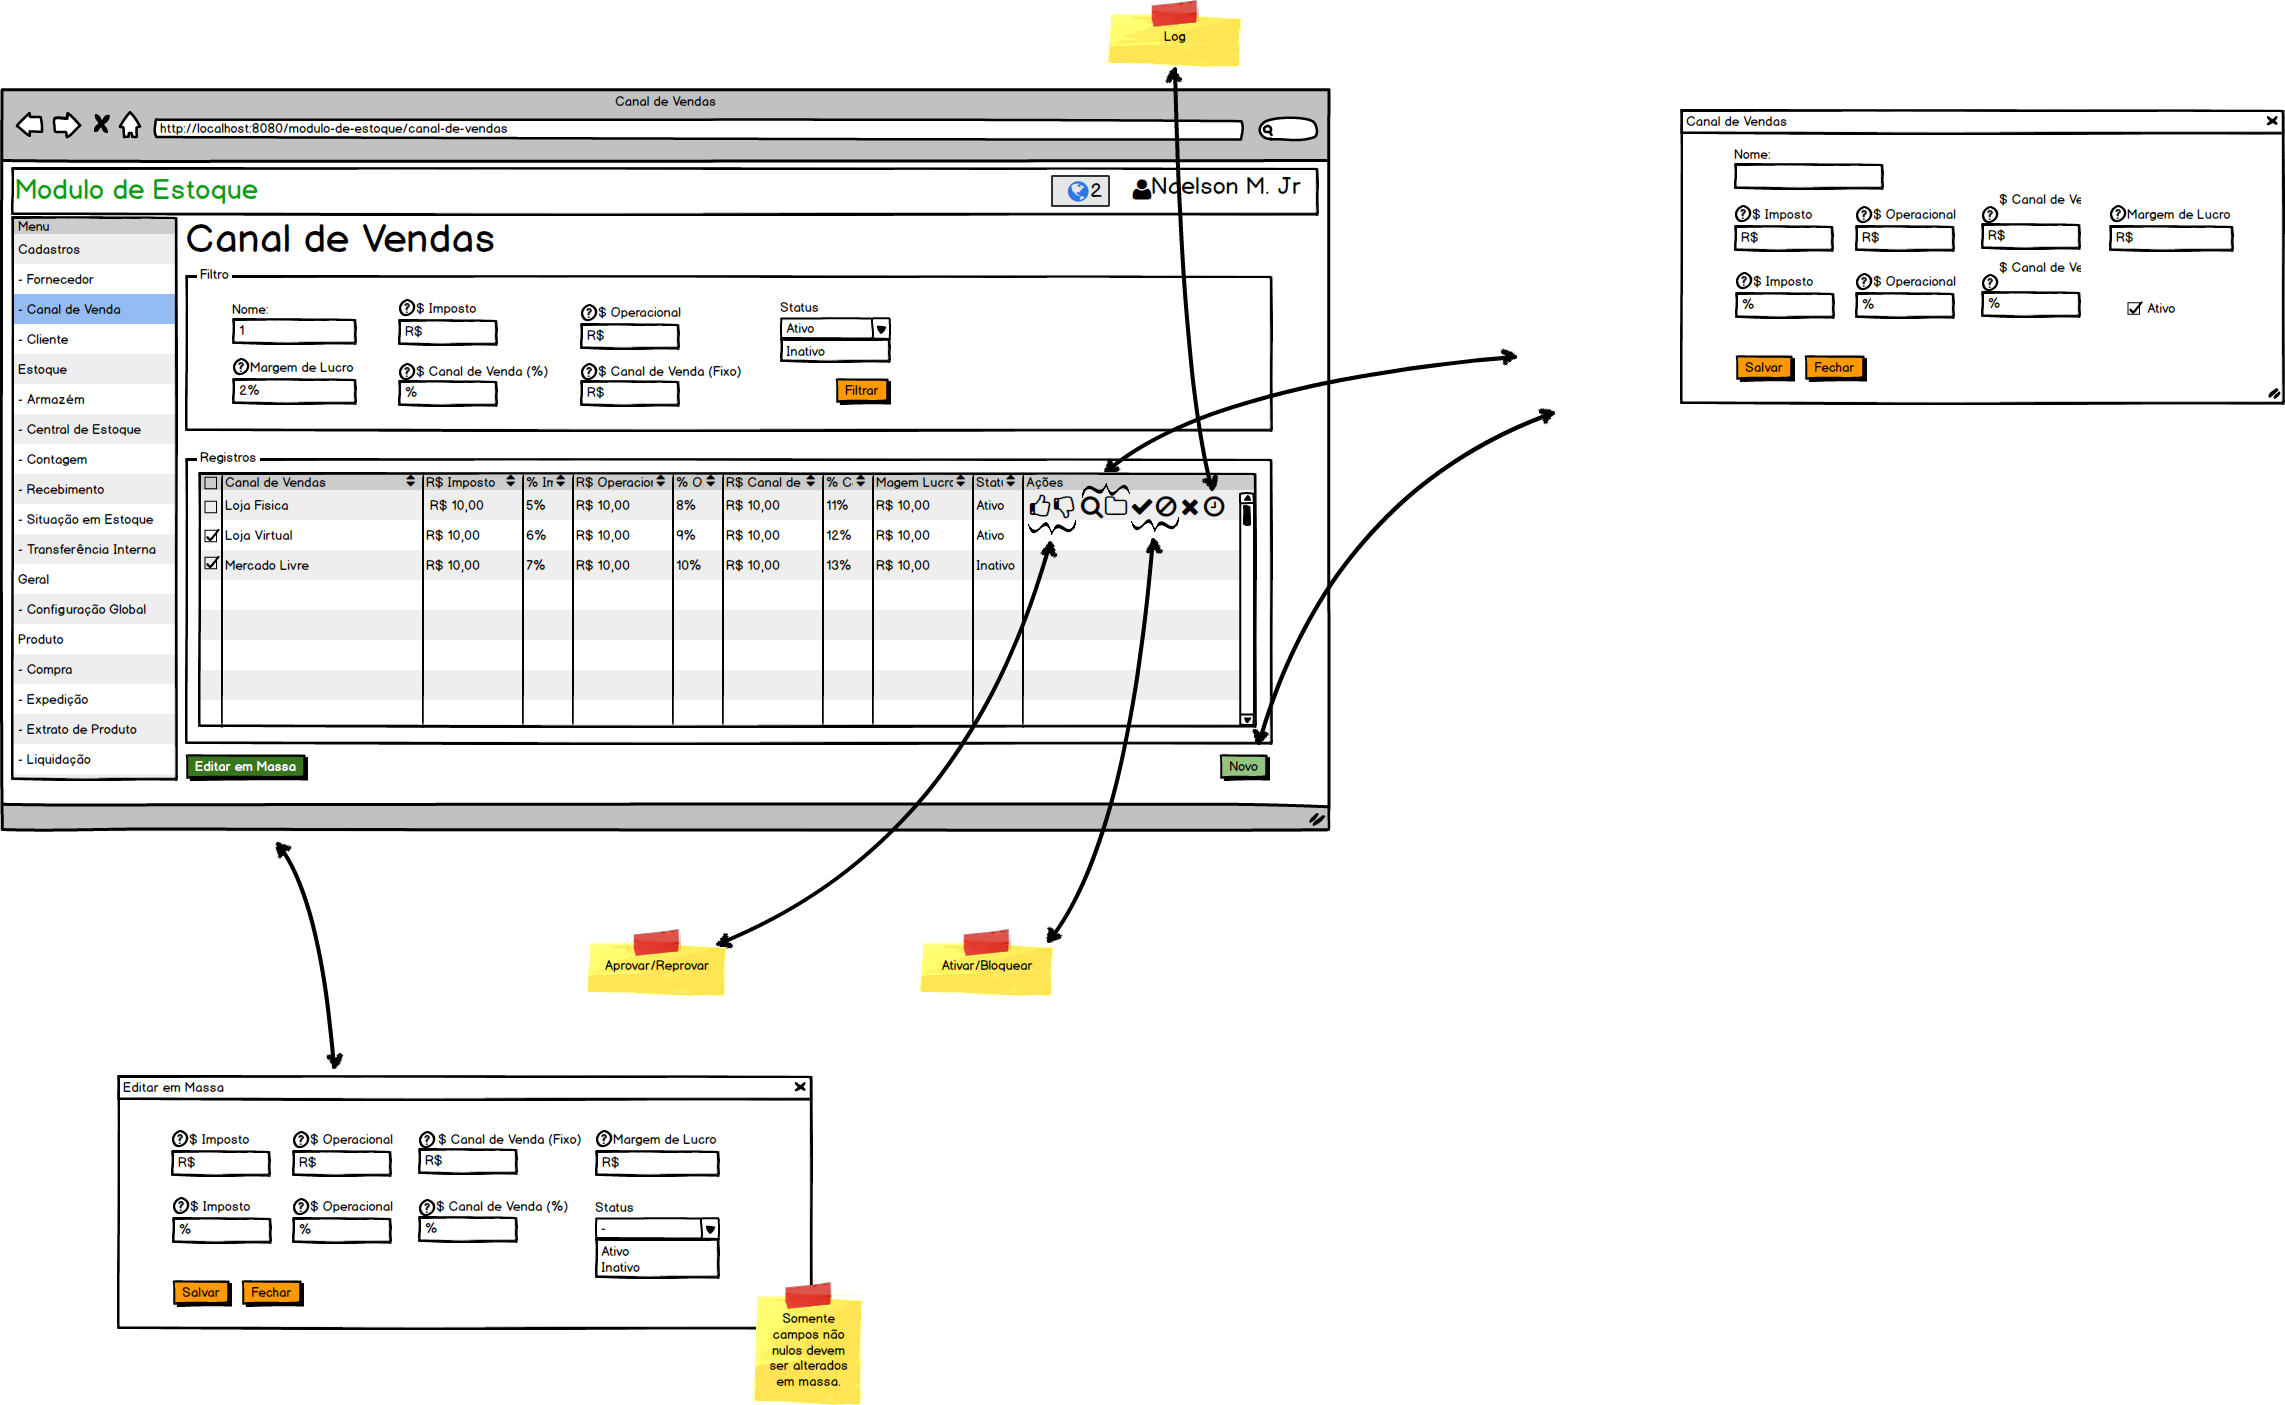 Log
Canal de Vendas
http://localhost:8080/modulo-de-estoque/canal-de-vendas
Modulo de Estoque
2
Naelson M. Jr
Menu
Cadastros
- Fornecedor
- Canal de Venda
- Cliente
Estoque
- Armazém
- Central de Estoque
- Contagem
- Recebimento
- Situação em Estoque
- Transferência Interna
Geral
- Configuração Global
Produto
- Compra
- Expedição
- Extrato de Produto
- Liquidação
Canal de Vendas
Filtro
Nome:
1
$ Imposto
R$
$ Operacional
R$
Status
Ativo
Inativo
Margem de Lucro
2%
$ Canal de Venda (%)
%
$ Canal de Venda (Fixo)
R$
Filtrar
Registros
Canal de Vendas R$ Imposto % Im R$ Operacion % O R$ Canal de % C Magem Lucro Statu Ações
Loja Fisica R$ 10,00 5% R$ 10,00 8% R$ 10,00 11% R$ 10,00 Ativo
Loja Virtual R$ 10,00 6% R$ 10,00 9% R$ 10,00 12% R$ 10,00 Ativo
Mercado Livre R$ 10,00 7% R$ 10,00 10% R$ 10,00 13% R$ 10,00 Inativo
Editar em Massa
Novo
Canal de Vendas
Nome:
$ Imposto
R$
$ Operacional
R$
$ Canal de Ve
R$
Margem de Lucro
R$
$ Imposto
%
$ Operacional
%
$ Canal de Ve
%
Ativo
Salvar
Fechar
Aprovar/Reprovar
Ativar/Bloquear
Editar em Massa
$ Imposto
R$
$ Operacional
R$
$ Canal de Venda (Fixo)
R$
Margem de Lucro
R$
$ Imposto
%
$ Operacional
%
$ Canal de Venda (%)
%
Status
-
Ativo
Inativo
Salvar
Fechar
Somente
campos não
nulos devem
ser alterados
em massa.